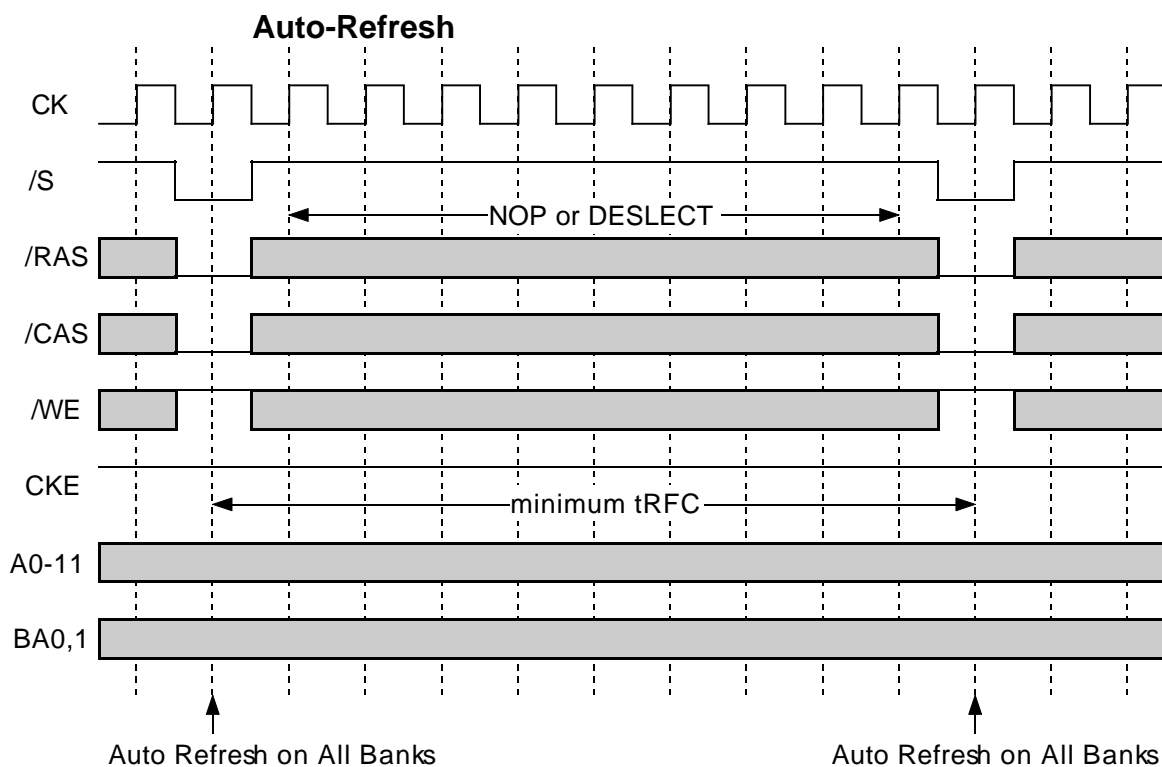 Auto-Refresh
CK
/S
NOP or DESLECT
/RAS
/CAS
/WE
CKE
minimum tRFC
A0-11
BA0,1
Auto Refresh on All Banks
Auto Refresh on All Banks